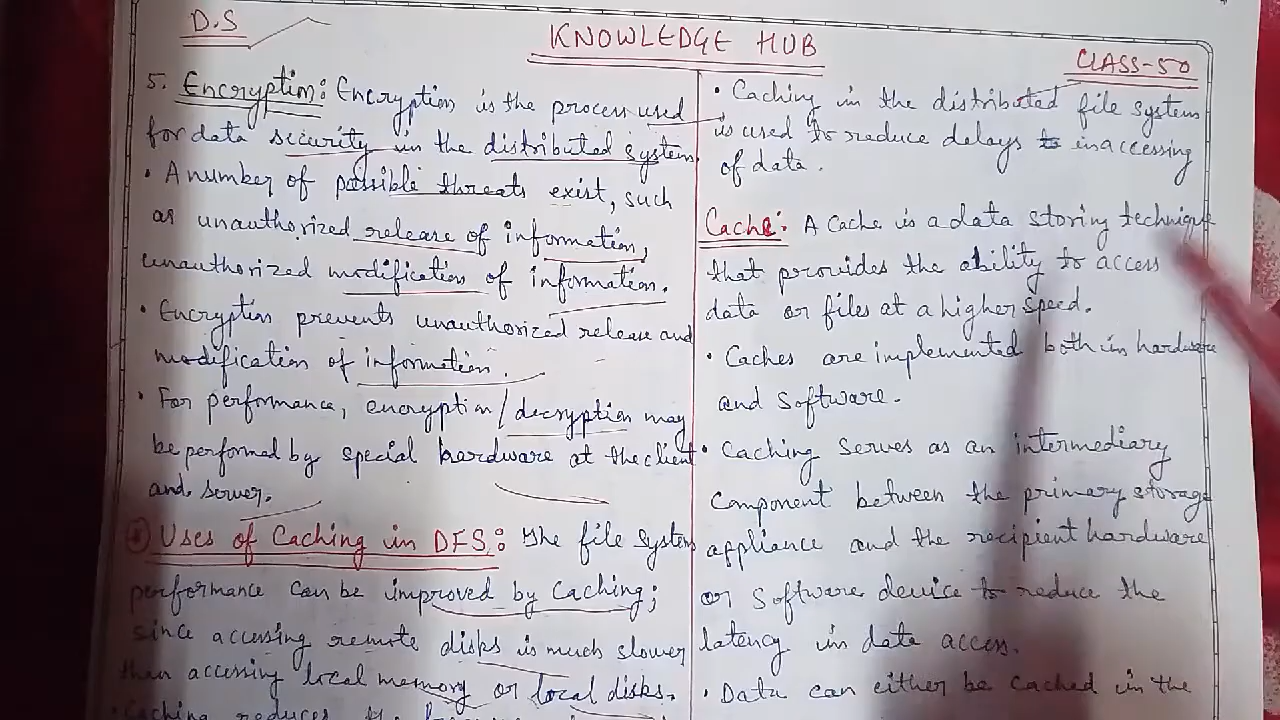 D.S
KNOWLEDGE HUB
CLASS-50
5. Encryption: Encryption is the process used
for data security in the distributed system
• A number of possible threats exist, such
as unauthorized release of information,
unauthorized modification of information.
• Encryption prevents unauthorized release and
modification of information.
• For performance, encryption/decryption may
be performed by special hardware at the client
and server.
Uses of Caching in DFS: The file system
performance can be improved by caching;
since accessing remote disks is much slower
than accessing local memory or local disks.
• Caching reduces
• Caching in the distributed file system
is used to reduce delays in accessing
of data.
Cache: A Cache is a data storing technique
that provides the ability to access
data or files at a higher speed.
• Caches are implemented both in hardware
and Software.
• Caching Serves as an intermediary
component between the primary storage
appliance and the recipient hardware
or Software device to reduce the
latency in data access.
• Data can either be cached in the